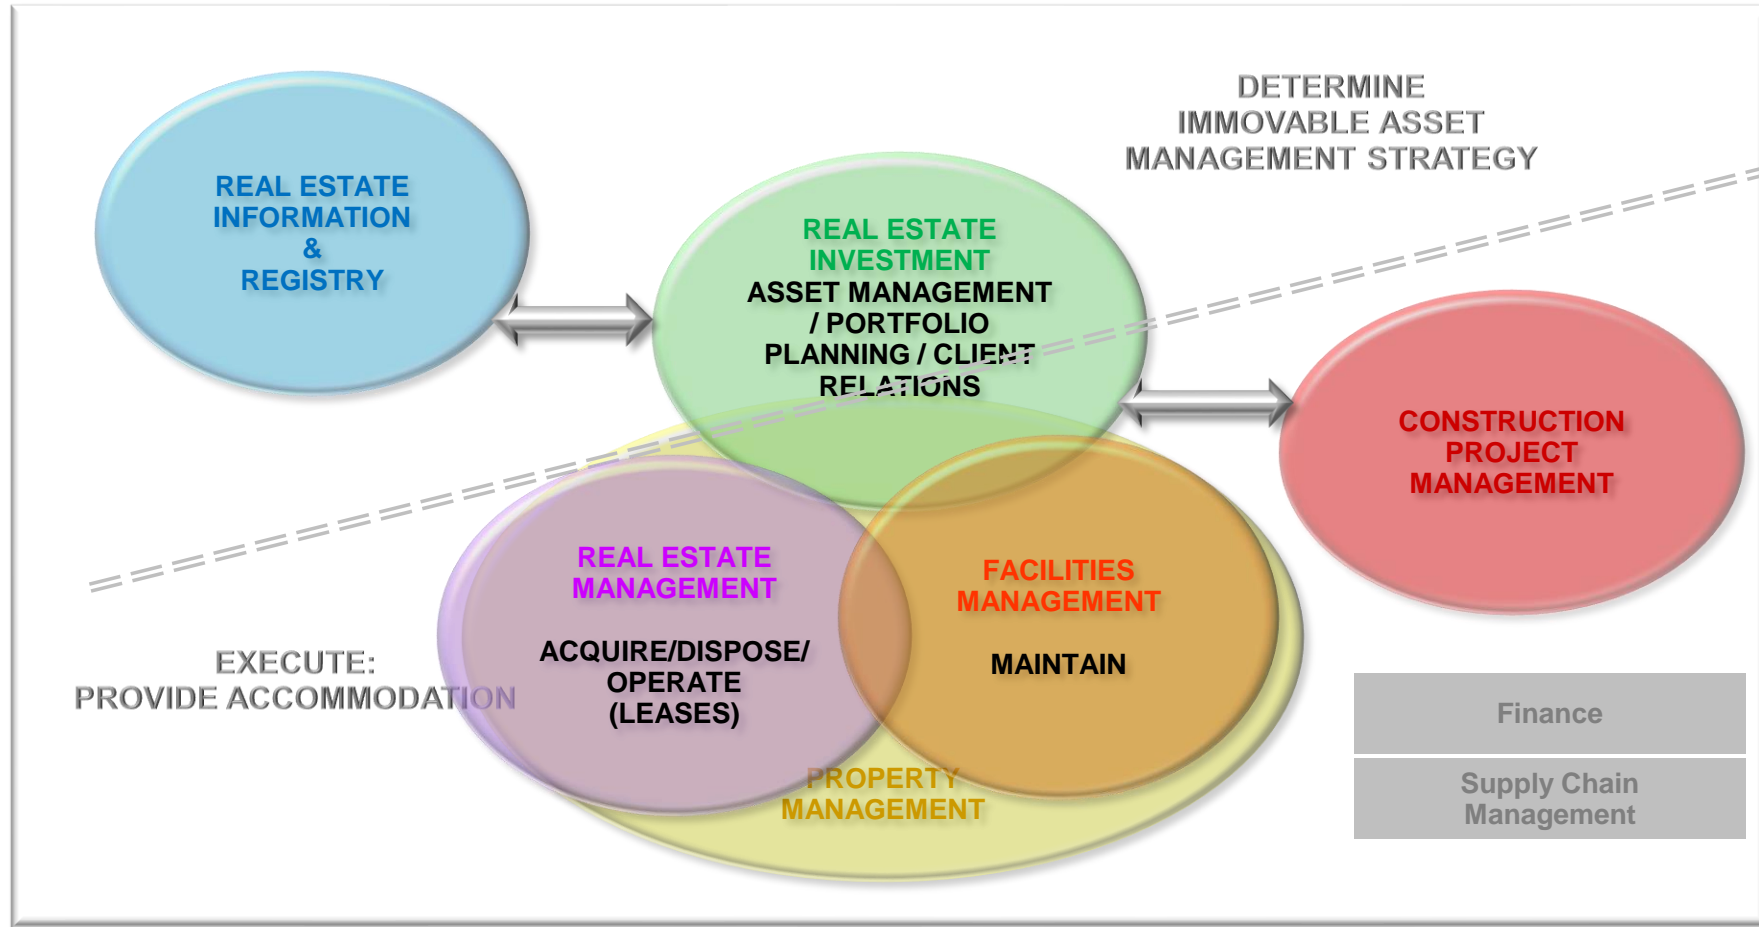 DETERMINE
IMMOVABLE ASSET
MANAGEMENT STRATEGY
REAL ESTATE
INFORMATION
&
REGISTRY
REAL ESTATE
INVESTMENT
ASSET MANAGEMENT
/ PORTFOLIO
PLANNING / CLIENT
RELATIONS
CONSTRUCTION
PROJECT
MANAGEMENT
REAL ESTATE
MANAGEMENT
ACQUIRE/DISPOSE/
OPERATE
(LEASES)
FACILITIES
MANAGEMENT
MAINTAIN
EXECUTE:
PROVIDE ACCOMMODATION
PROPERTY
MANAGEMENT
Finance
Supply Chain
Management